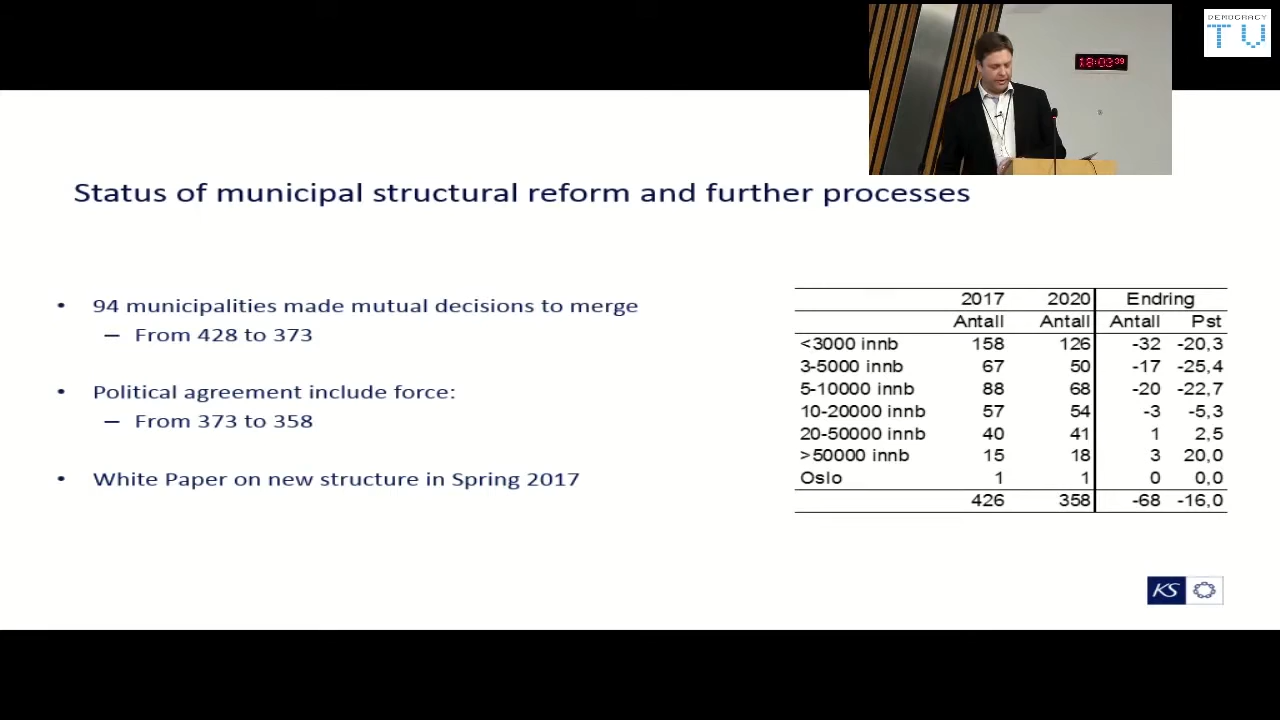 DEMOCRACY
TV
18:03:39
Status of municipal structural reform and further processes
• 94 municipalities made mutual decisions to merge
– From 428 to 373
• Political agreement include force:
– From 373 to 358
• White Paper on new structure in Spring 2017
2017 2020 Endring
Antall Antall Antall Pst
<3000 innb 158 126 -32 -20,3
3-5000 innb 67 50 -17 -25,4
5-10000 innb 88 68 -20 -22,7
10-20000 innb 57 54 -3 -5,3
20-50000 innb 40 41 1 2,5
>50000 innb 15 18 3 20,0
Oslo 1 1 0 0,0
426 358 -68 -16,0
KS